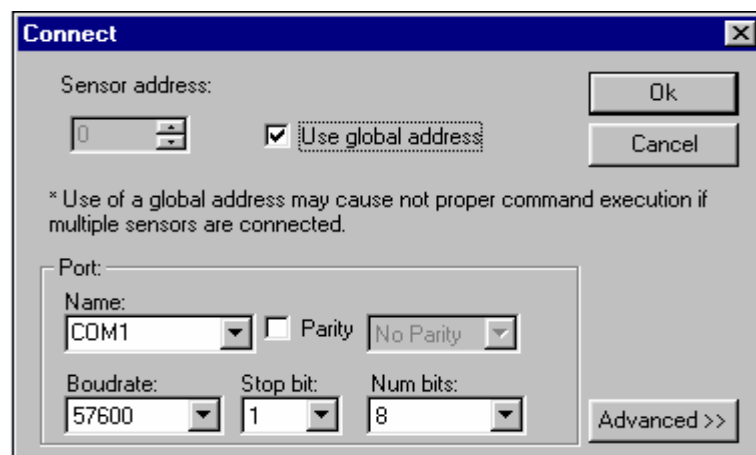 Connect
Sensor address:
Ok
0
Use global address
Cancel
* Use of a global address may cause not proper command execution if
multiple sensors are connected.
Port:
Name:
COM1
Parity
No Parity
Boudrate:
Stop bit:
Num bits:
57600
1
8
Advanced >>